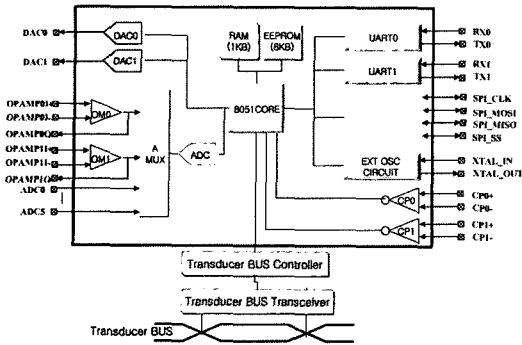 DAC0
DAC1
OPAMP01+
OPAMP01-
OPAMP0O
OPAMP11+
OPAMP11-
OPAMP1O
ADC0
ADC5
DAC0
DAC1
OM0
OM1
A
MUX
ADC
RAM
(1KB)
EEPROM
(8KB)
8051CORE
UART0
UART1
EXT OSC
CIRCUIT
CP0
CP1
RX0
TX0
RX1
TX1
SPI_CLK
SPI_MOSI
SPI_MISO
SPI_SS
XTAL_IN
XTAL_OUT
CP0+
CP0-
CP1+
CP1-
Transducer BUS Controller
Transducer BUS Transceiver
Transducer BUS